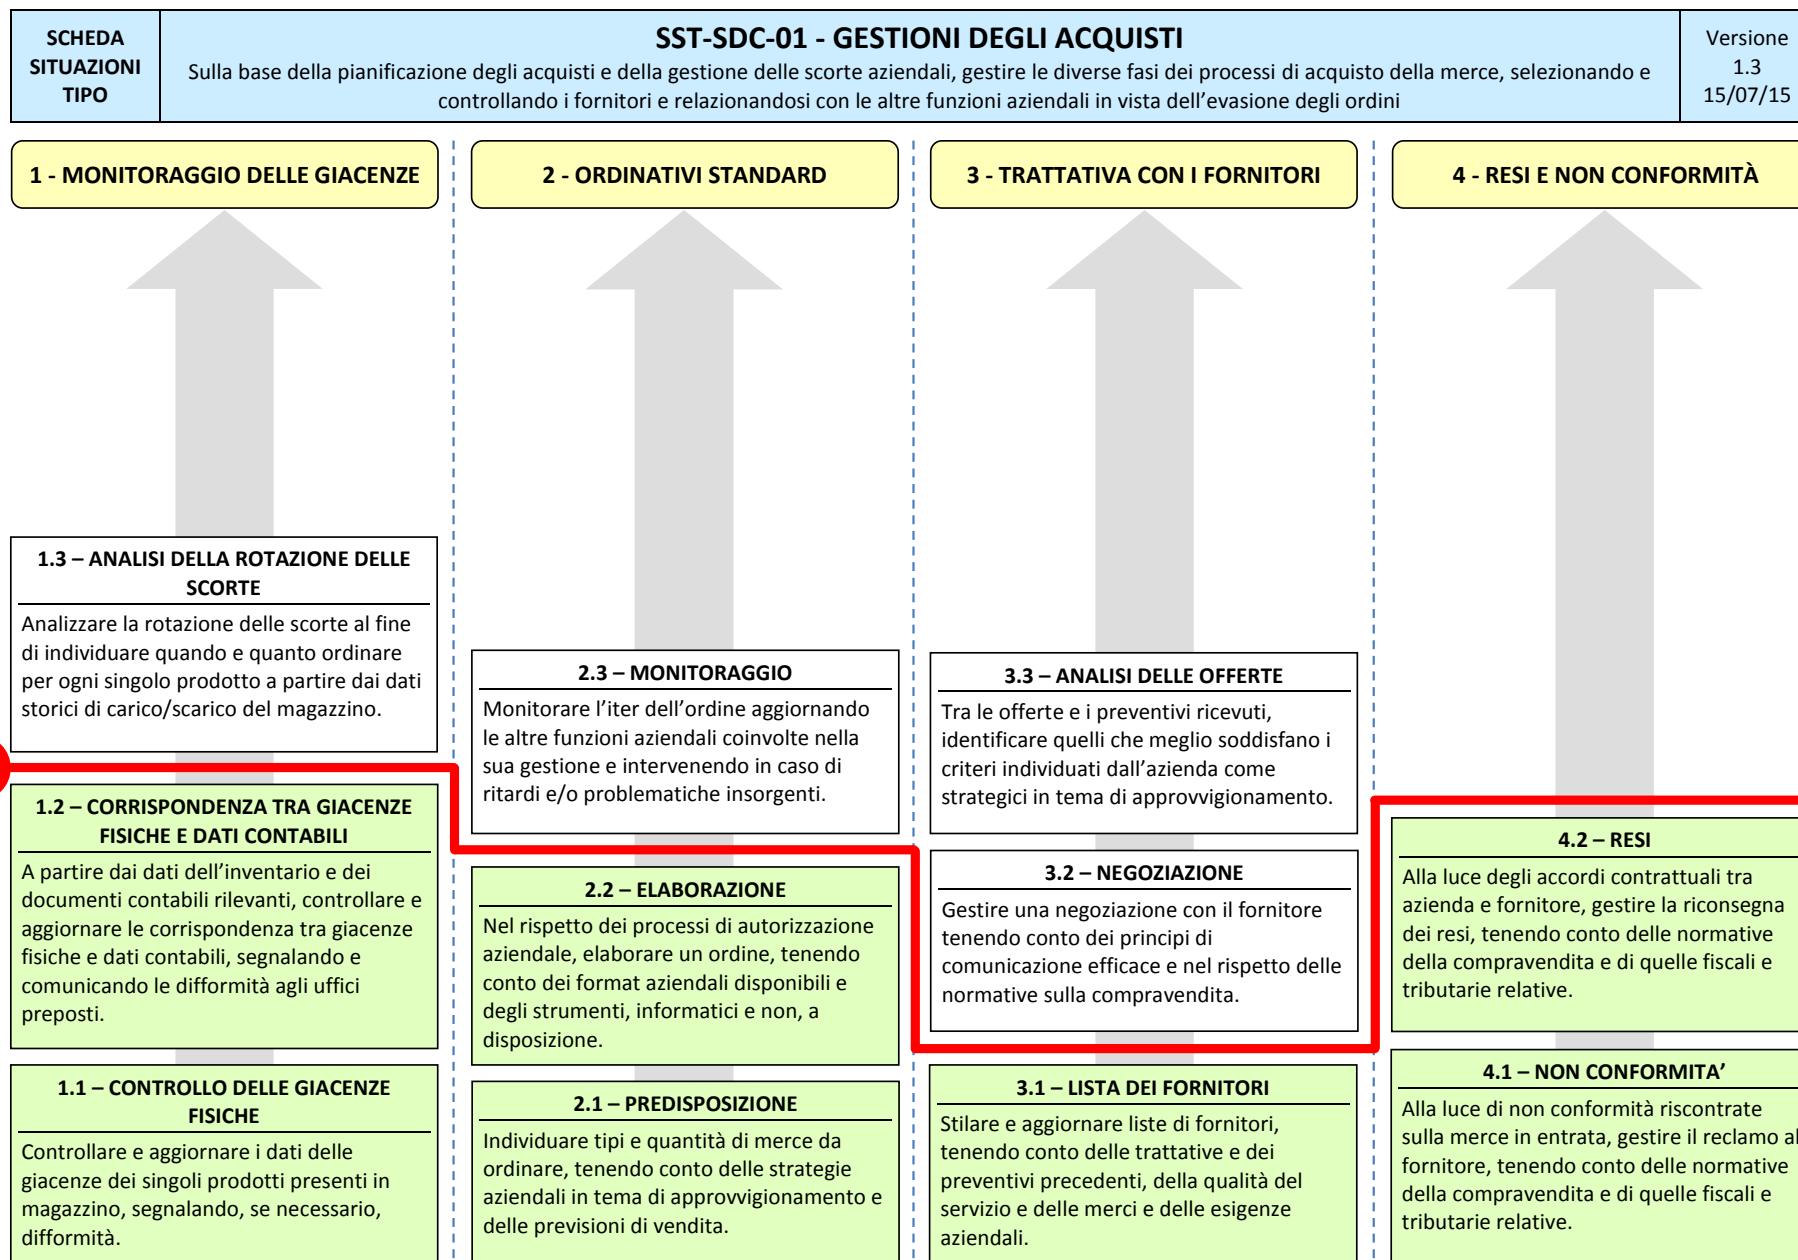 SCHEDA
SITUAZIONI
TIPO
SST-SDC-01 - GESTIONI DEGLI ACQUISTI
Sulla base della pianificazione degli acquisti e della gestione delle scorte aziendali, gestire le diverse fasi dei processi di acquisto della merce, selezionando e
controllando i fornitori e relazionandosi con le altre funzioni aziendali in vista dell’evasione degli ordini
Versione
1.3
15/07/15
1 - MONITORAGGIO DELLE GIACENZE
2 - ORDINATIVI STANDARD
3 - TRATTATIVA CON I FORNITORI
4 - RESI E NON CONFORMITÀ
1.3 – ANALISI DELLA ROTAZIONE DELLE
SCORTE
Analizzare la rotazione delle scorte al fine
di individuare quando e quanto ordinare
per ogni singolo prodotto a partire dai dati
storici di carico/scarico del magazzino.
1.2 – CORRISPONDENZA TRA GIACENZE
FISICHE E DATI CONTABILI
A partire dai dati dell’inventario e dei
documenti contabili rilevanti, controllare e
aggiornare le corrispondenza tra giacenze
fisiche e dati contabili, segnalando e
comunicando le difformità agli uffici
preposti.
1.1 – CONTROLLO DELLE GIACENZE
FISICHE
Controllare e aggiornare i dati delle
giacenze dei singoli prodotti presenti in
magazzino, segnalando, se necessario,
difformità.
2.3 – MONITORAGGIO
Monitorare l’iter dell’ordine aggiornando
le altre funzioni aziendali coinvolte nella
sua gestione e intervenendo in caso di
ritardi e/o problematiche insorgenti.
2.2 – ELABORAZIONE
Nel rispetto dei processi di autorizzazione
aziendale, elaborare un ordine, tenendo
conto dei format aziendali disponibili e
degli strumenti, informatici e non, a
disposizione.
2.1 – PREDISPOSIZIONE
Individuare tipi e quantità di merce da
ordinare, tenendo conto delle strategie
aziendali in tema di approvvigionamento e
delle previsioni di vendita.
3.3 – ANALISI DELLE OFFERTE
Tra le offerte e i preventivi ricevuti,
identificare quelli che meglio soddisfano i
criteri individuati dall’azienda come
strategici in tema di approvvigionamento.
3.2 – NEGOZIAZIONE
Gestire una negoziazione con il fornitore
tenendo conto dei principi di
comunicazione efficace e nel rispetto delle
normative sulla compravendita.
3.1 – LISTA DEI FORNITORI
Stilare e aggiornare liste di fornitori,
tenendo conto delle trattative e dei
preventivi precedenti, della qualità del
servizio e delle merci e delle esigenze
aziendali.
4.2 – RESI
Alla luce degli accordi contrattuali tra
azienda e fornitore, gestire la riconsegna
dei resi, tenendo conto delle normative
della compravendita e di quelle fiscali e
tributarie relative.
4.1 – NON CONFORMITA’
Alla luce di non conformità riscontrate
sulla merce in entrata, gestire il reclamo al
fornitore, tenendo conto delle normative
della compravendita e di quelle fiscali e
tributarie relative.